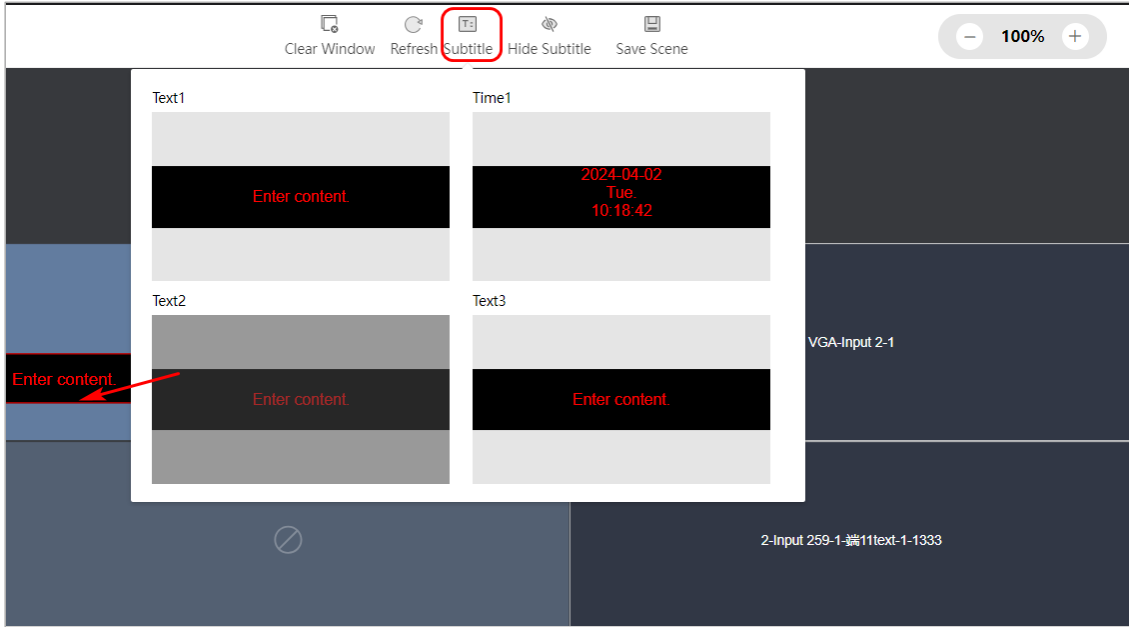 Clear Window
Refresh
Subtitle
Hide Subtitle
Save Scene
100%
Text1
Enter content.
Time1
2024-04-02
Tue.
10:18:42
Text2
Enter content.
Text3
Enter content.
Enter content.
VGA-Input 2-1
2-Input 259-1-端11text-1-1333